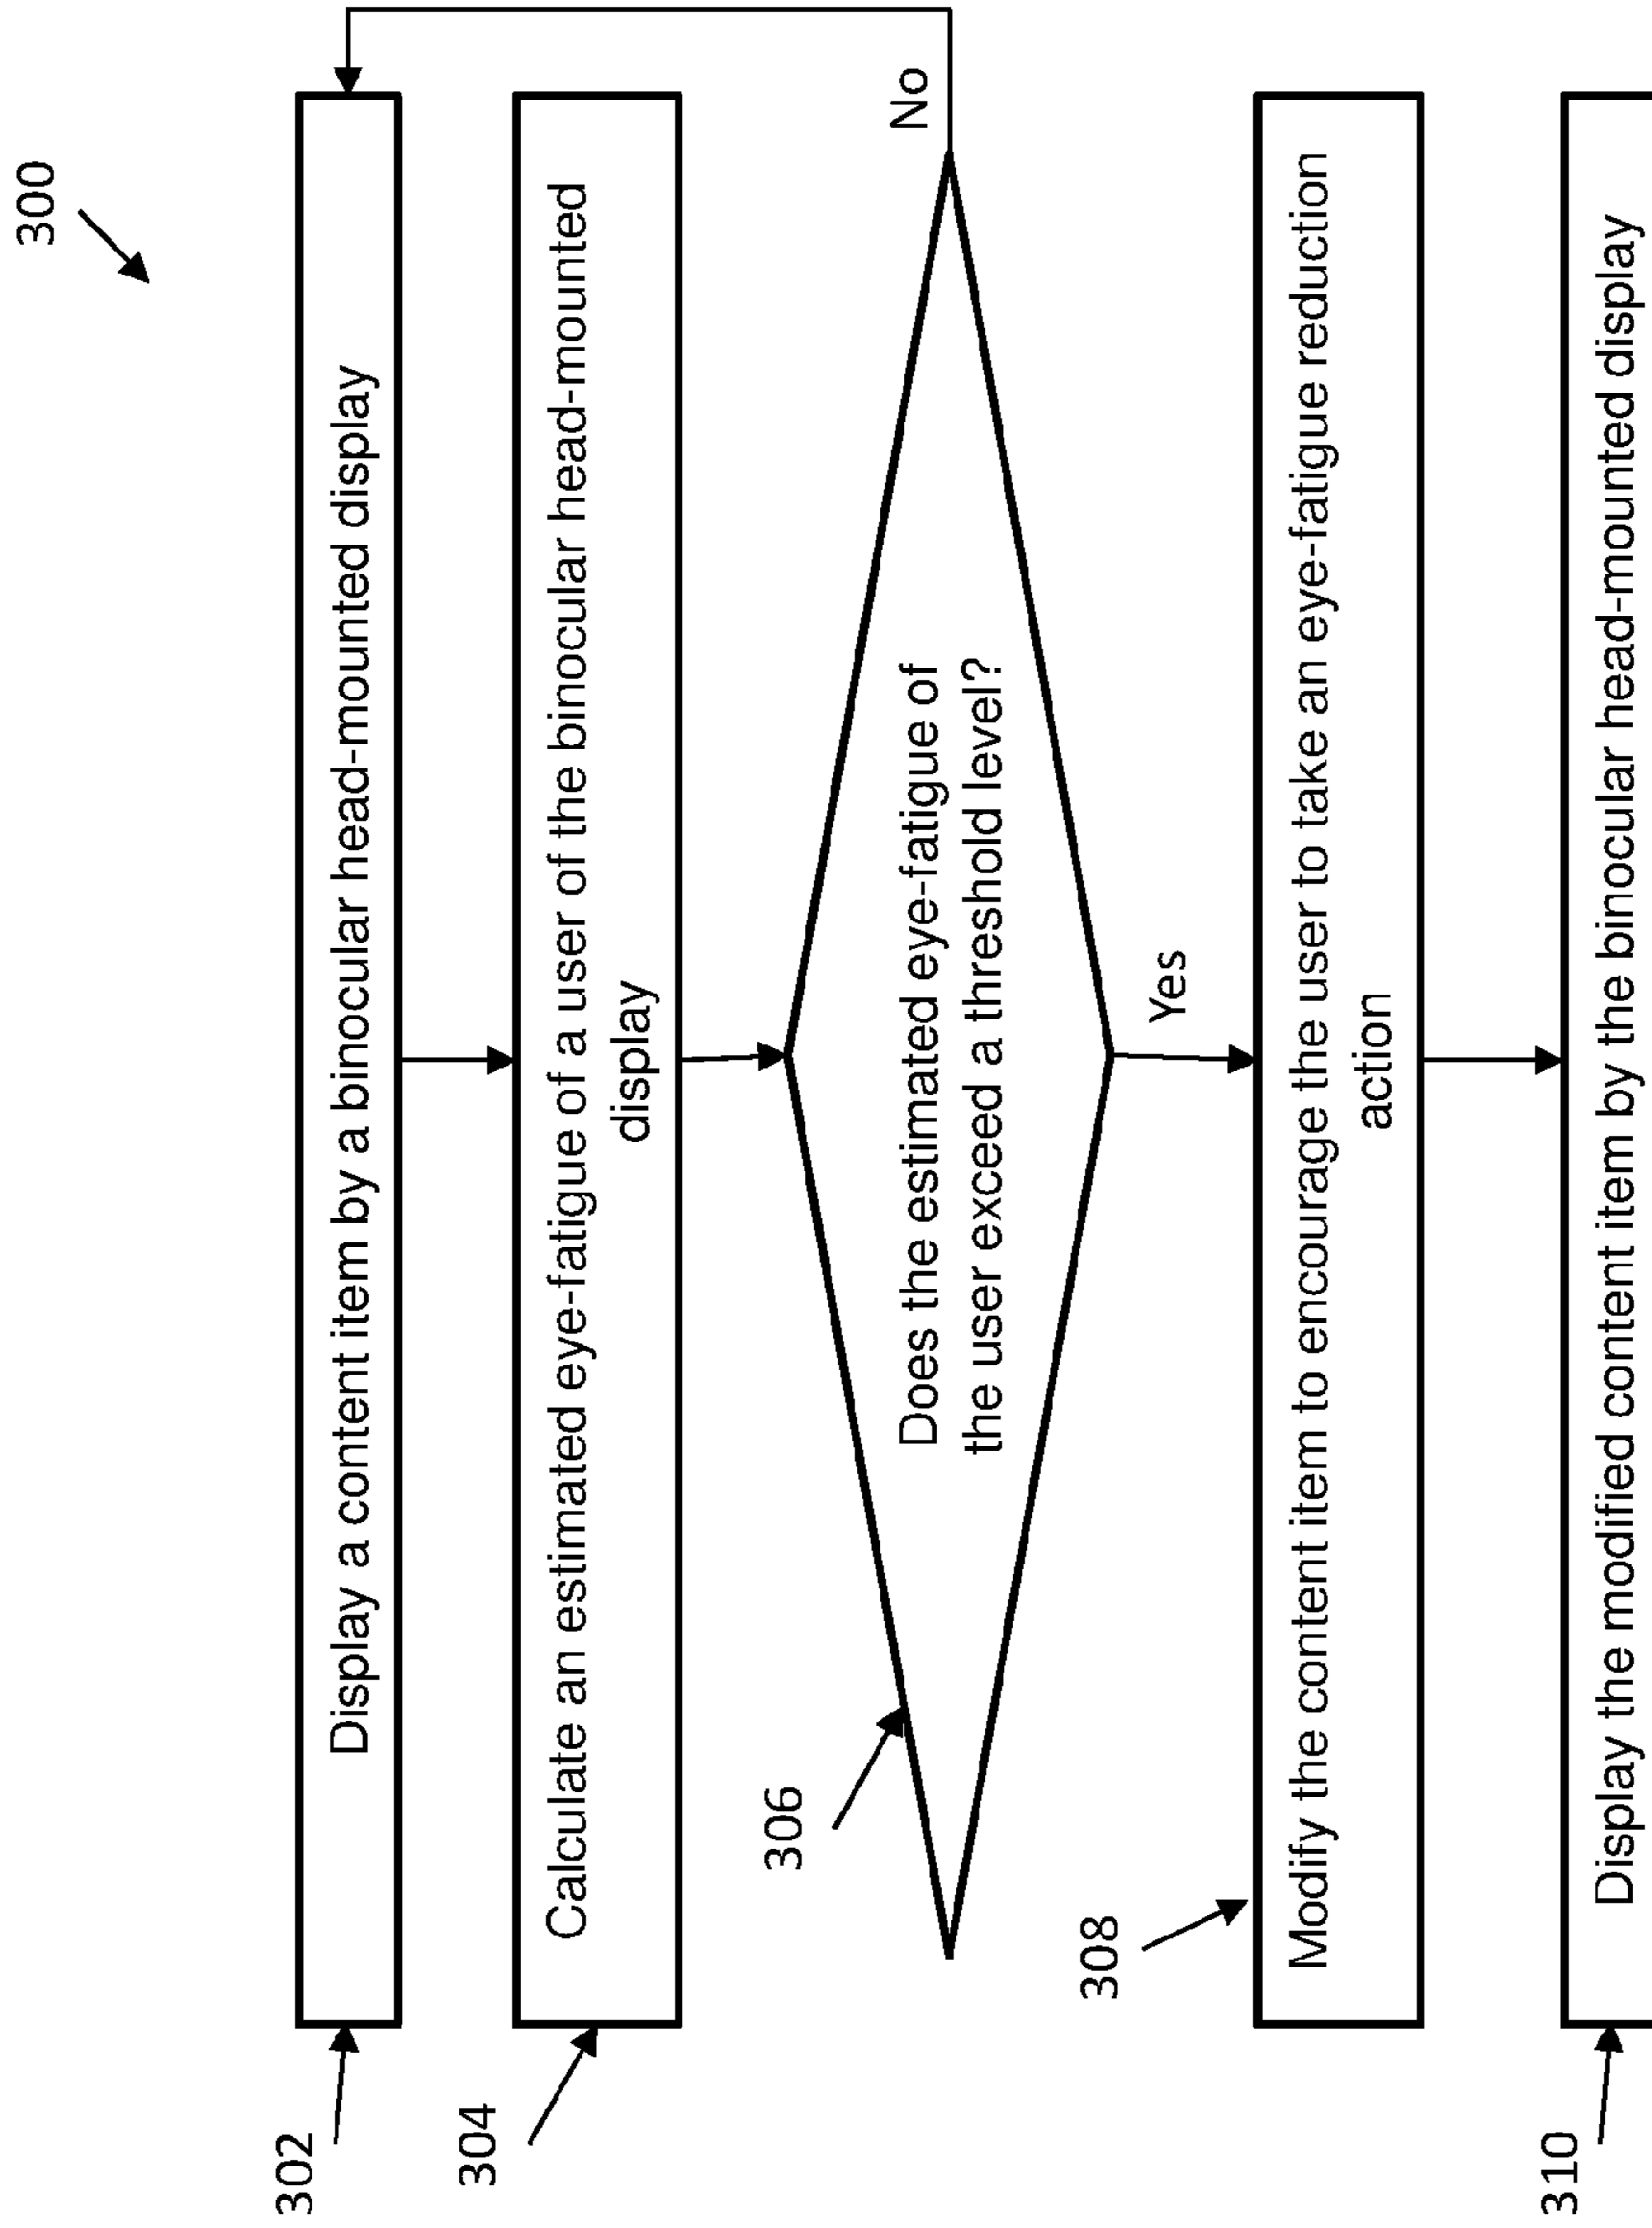 300
302
Display a content item by a binocular head-mounted display
304
Calculate an estimated eye-fatigue of a user of the binocular head-mounted
display
306
Does the estimated eye-fatigue of
the user exceed a threshold level?
No
Yes
308
Modify the content item to encourage the user to take an eye-fatigue reduction
action
310
Display the modified content item by the binocular head-mounted display